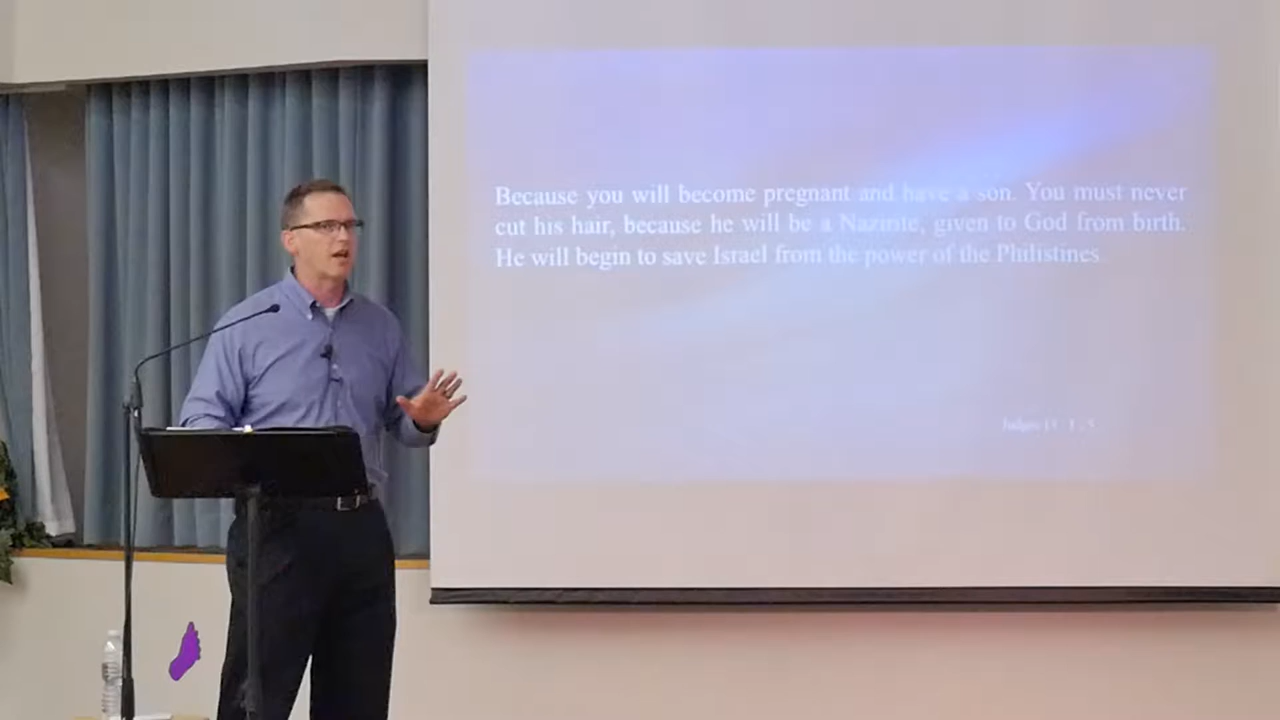 Because you will become pregnant and have a son. You must never
cut his hair, because he will be a Nazirite, given to God from birth.
He will begin to save Israel from the power of the Philistines.